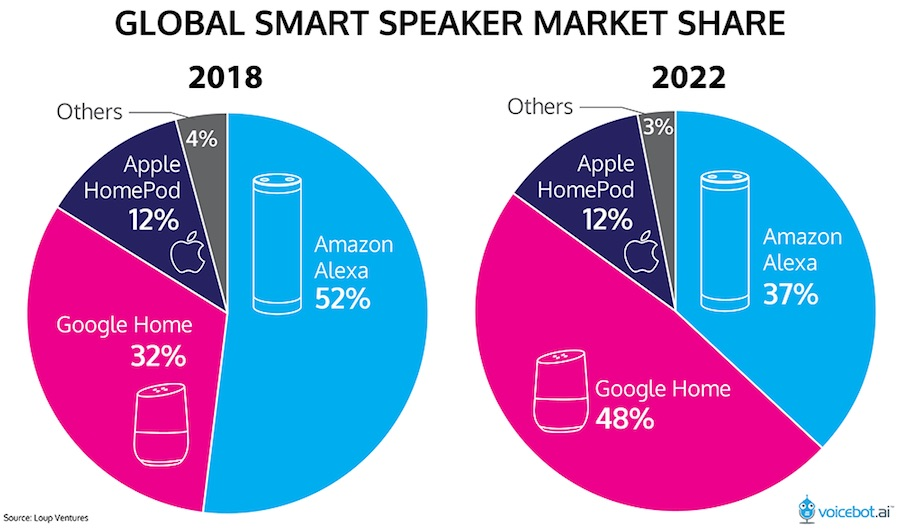 GLOBAL SMART SPEAKER MARKET SHARE
2018
Others
4%
Apple
HomePod
12%
Amazon
Alexa
52%
Google Home
32%
2022
Others
3%
Apple
HomePod
12%
Amazon
Alexa
37%
Google Home
48%
Source: Loup Ventures
voicebot.ai™